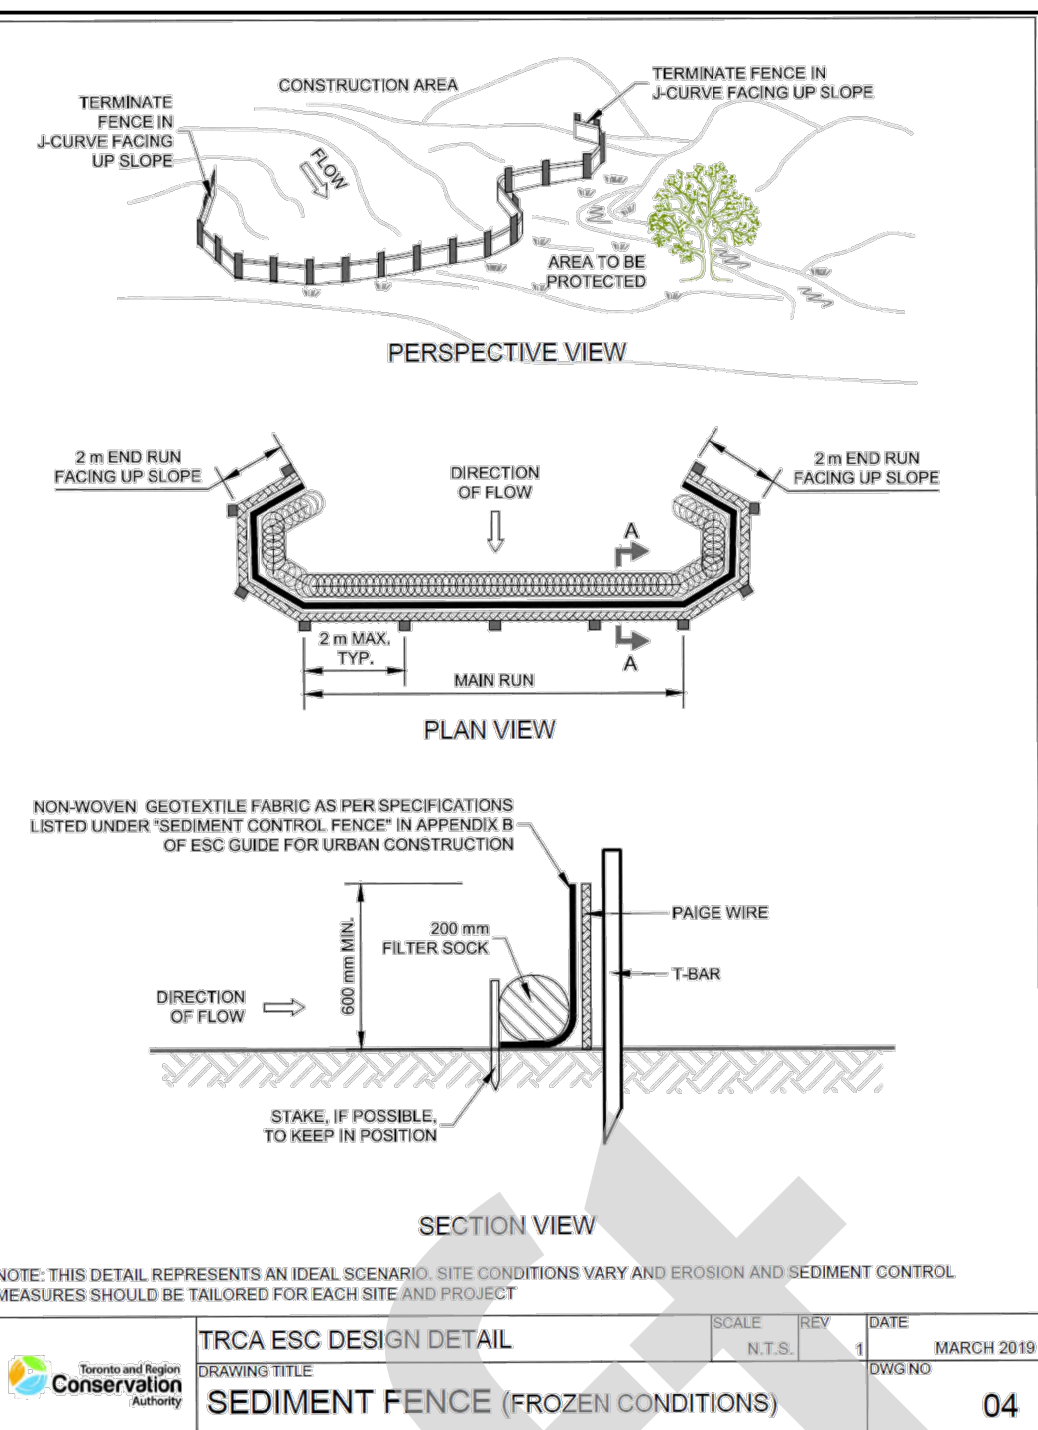 CONSTRUCTION AREA
TERMINATE FENCE IN
J-CURVE FACING UP SLOPE
TERMINATE
FENCE IN
J-CURVE FACING
UP SLOPE
FLOW
AREA TO BE
PROTECTED
PERSPECTIVE VIEW
2 m END RUN
FACING UP SLOPE
DIRECTION
OF FLOW
2 m END RUN
FACING UP SLOPE
A
2 m MAX.
TYP.
A
MAIN RUN
PLAN VIEW
NON-WOVEN GEOTEXTILE FABRIC AS PER SPECIFICATIONS
LISTED UNDER "SEDIMENT CONTROL FENCE" IN APPENDIX B
OF ESC GUIDE FOR URBAN CONSTRUCTION
PAIGE WIRE
200 mm
FILTER SOCK
600 mm MIN.
T-BAR
DIRECTION
OF FLOW
STAKE, IF POSSIBLE,
TO KEEP IN POSITION
SECTION VIEW
NOTE: THIS DETAIL REPRESENTS AN IDEAL SCENARIO. SITE CONDITIONS VARY AND EROSION AND SEDIMENT CONTROL
MEASURES SHOULD BE TAILORED FOR EACH SITE AND PROJECT
Toronto and Region
Conservation
Authority
TRCA ESC DESIGN DETAIL
SCALE
N.T.S.
REV
1
DATE
MARCH 2019
DRAWING TITLE
SEDIMENT FENCE (FROZEN CONDITIONS)
DWG NO
04